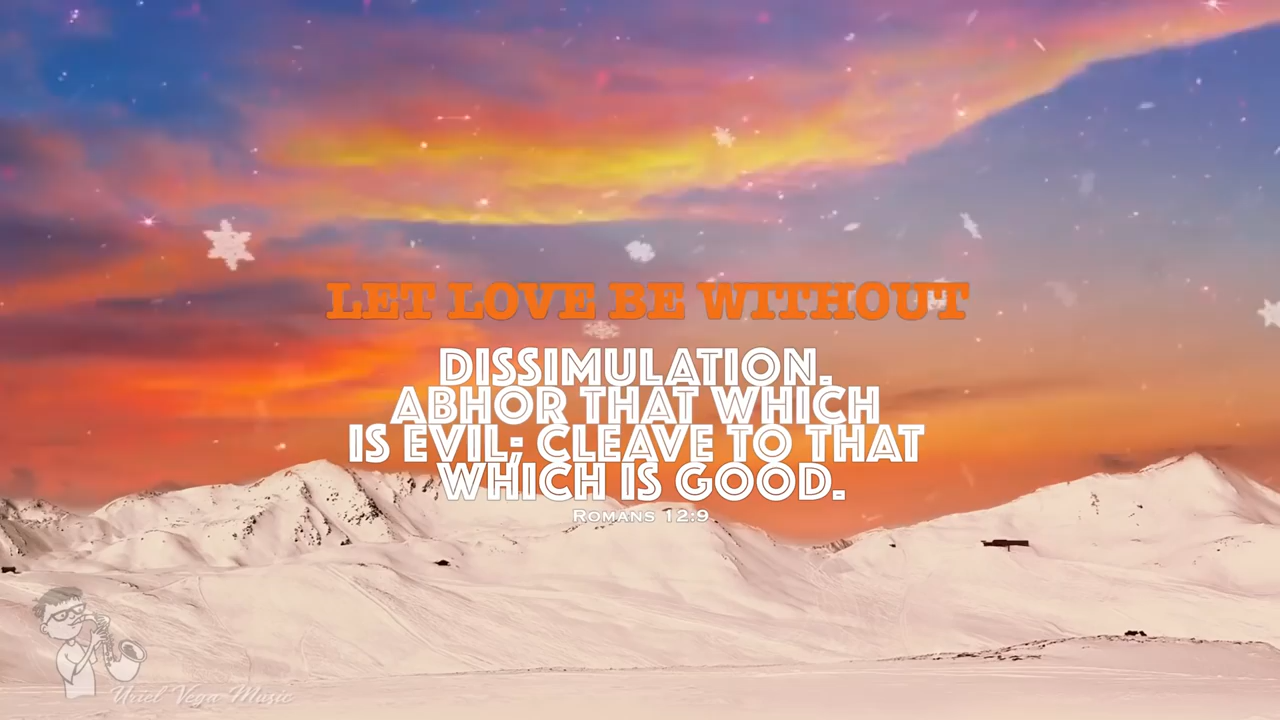 LET LOVE BE WITHOUT
DISSIMULATION.
ABHOR THAT WHICH
IS EVIL; CLEAVE TO THAT
WHICH IS GOOD.
Romans 12:9
Uriel Vega Music